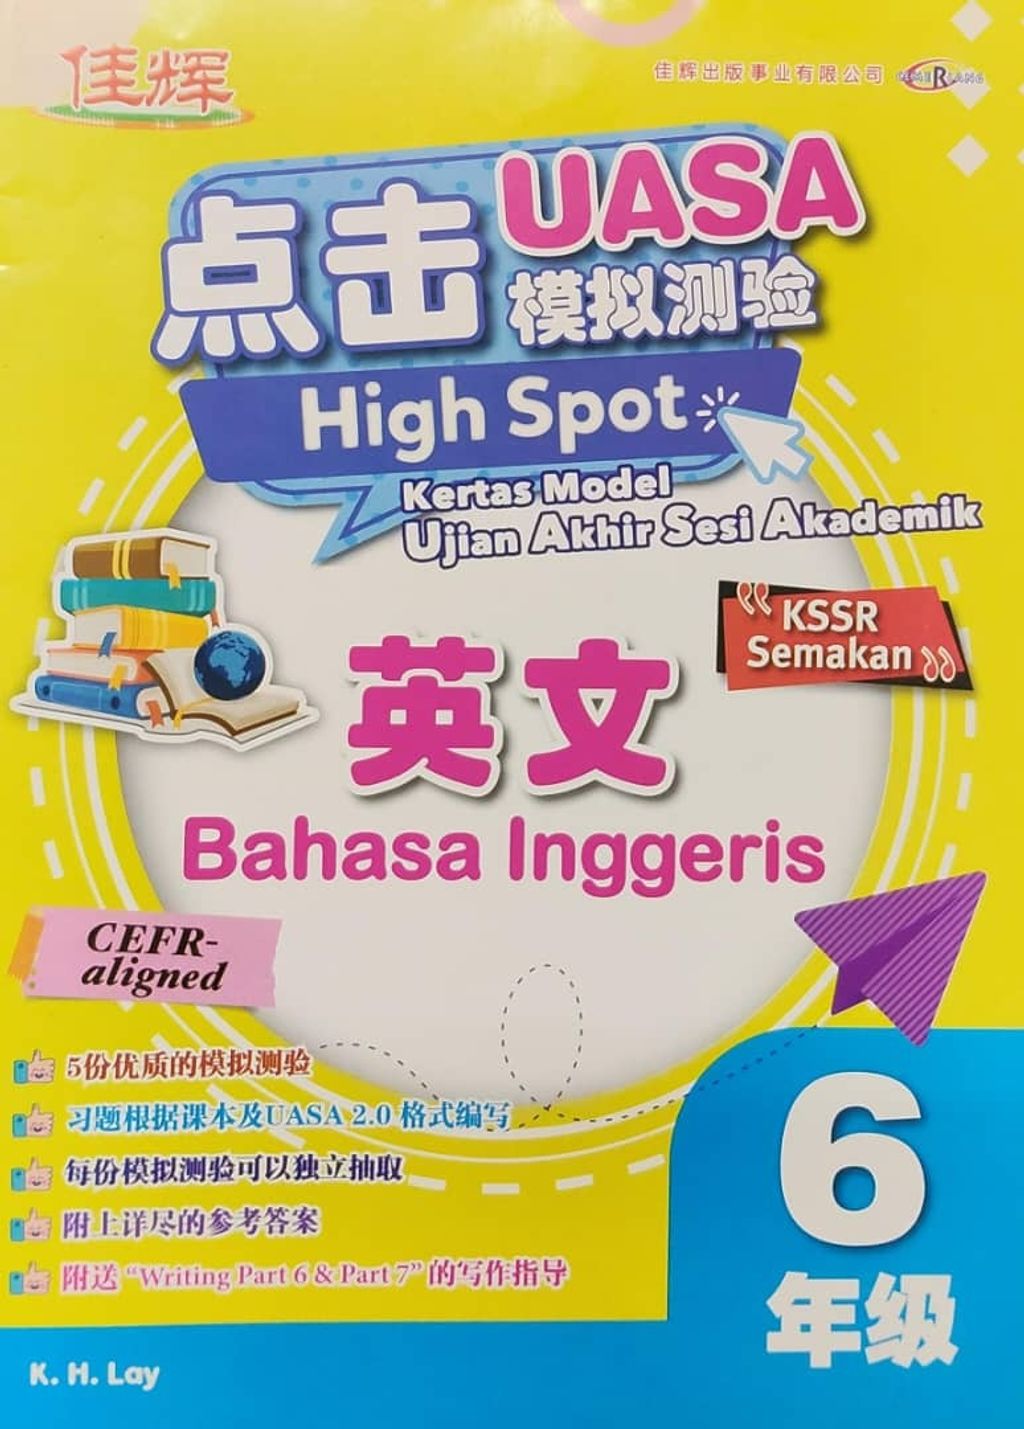 佳辉
佳辉出版事业有限公司
点击
UASA
模拟测验
High Spot
Kertas Model
Ujian Akhir Sesi Akademik
“KSSR
Semakan”
英文
Bahasa Inggeris
CEFR-
aligned
5份优质的模拟测验
习题根据课本及UASA 2.0 格式编写
每份模拟测验可以独立抽取
附上详尽的参考答案
附送 “Writing Part 6 & Part 7” 的写作指导
6
年级
K. H. Lay